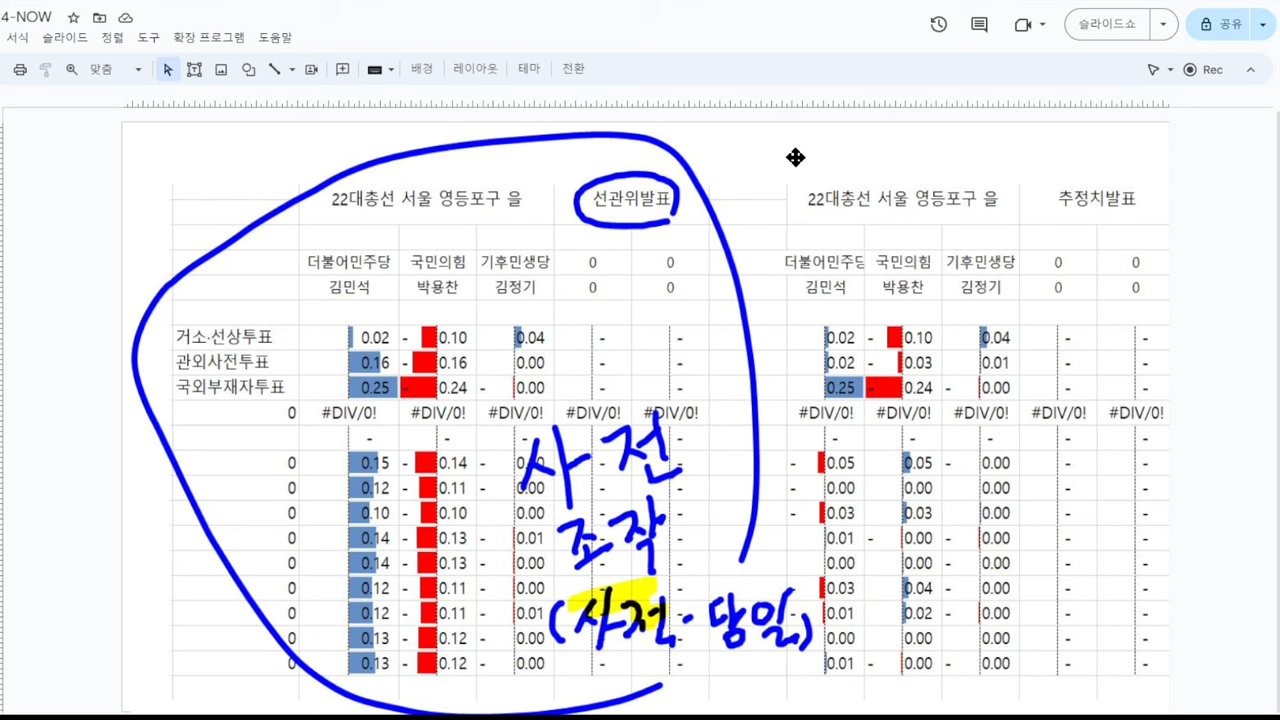 4-NOW
서식 슬라이드 정렬 도구 확장 프로그램 도움말
슬라이드쇼 공유
맞춤 배경 레이아웃 테마 전환 Rec
22대총선 서울 영등포구 을 선관위발표 22대총선 서울 영등포구 을 추정치발표
더불어민주당 국민의힘 기후민생당 0 0 더불어민주당 국민의힘 기후민생당 0 0
김민석 박용찬 김정기 0 0 김민석 박용찬 김정기 0 0
거소·선상투표 0.02 - 0.10 0.04 - - 0.02 - 0.10 0.04 - -
관외사전투표 0.16 - 0.16 0.00 - - 0.02 - 0.03 0.01 - -
국외부재자투표 0.25 - 0.24 - 0.00 - - 0.25 - 0.24 - 0.00 - -
0 #DIV/0! #DIV/0! #DIV/0! #DIV/0! #DIV/0! #DIV/0! #DIV/0! #DIV/0! #DIV/0! #DIV/0!
- - - - - - - - -
0 0.15 - 0.14 - - - - 0.05 0.05 - 0.00 - -
0 0.12 - 0.11 - 0.00 - - - 0.00 0.00 - 0.00 - -
0 0.10 - 0.10 - 0.00 - - - 0.03 0.03 - 0.00 - -
0 0.14 - 0.13 - 0.01 - - 0.01 - 0.00 - 0.00 - -
0 0.14 - 0.13 - 0.00 - - 0.00 0.00 - 0.00 - -
0 0.12 - 0.11 - 0.00 - - 0.03 0.04 - 0.00 - -
0 0.12 - 0.11 - 0.01 - - 0.01 0.02 - 0.00 - -
0 0.13 - 0.12 - 0.00 - - - 0.00 0.00 - 0.00 - -
0 0.13 - 0.12 - 0.00 - - 0.01 - 0.00 - 0.00 - -
사전
조작
(사전-당일)